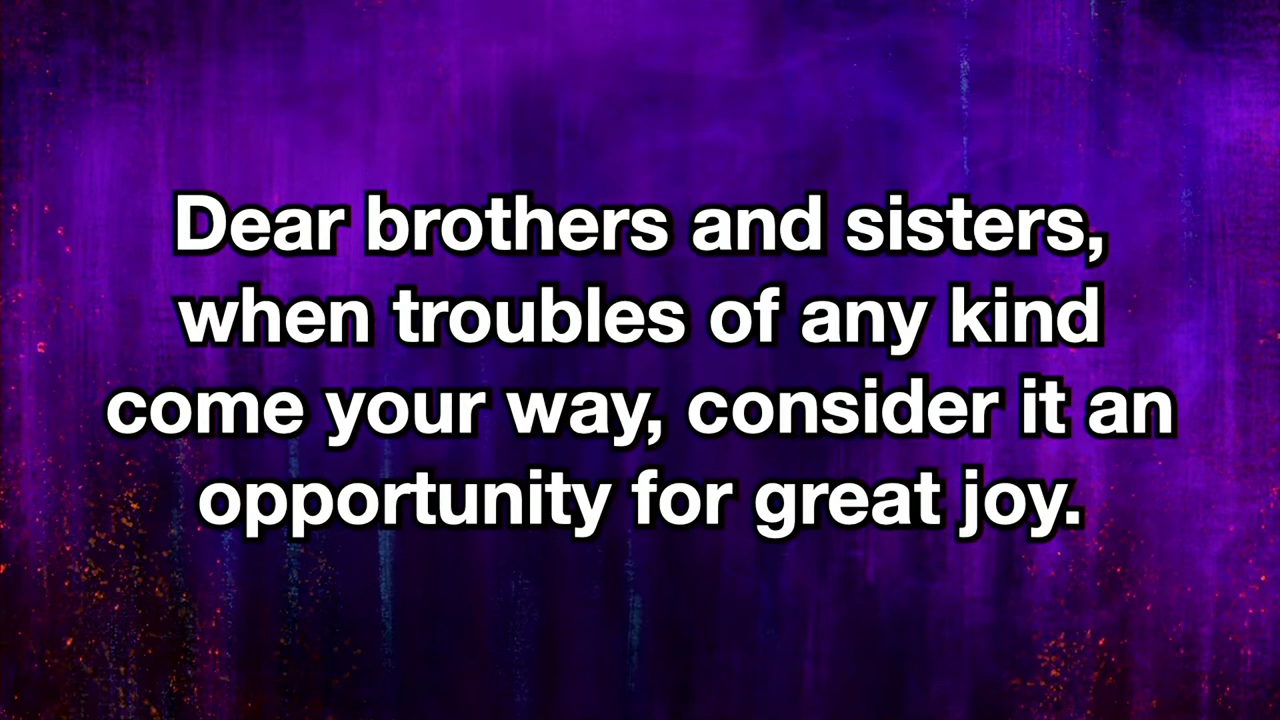 Dear brothers and sisters,
when troubles of any kind
come your way, consider it an
opportunity for great joy.